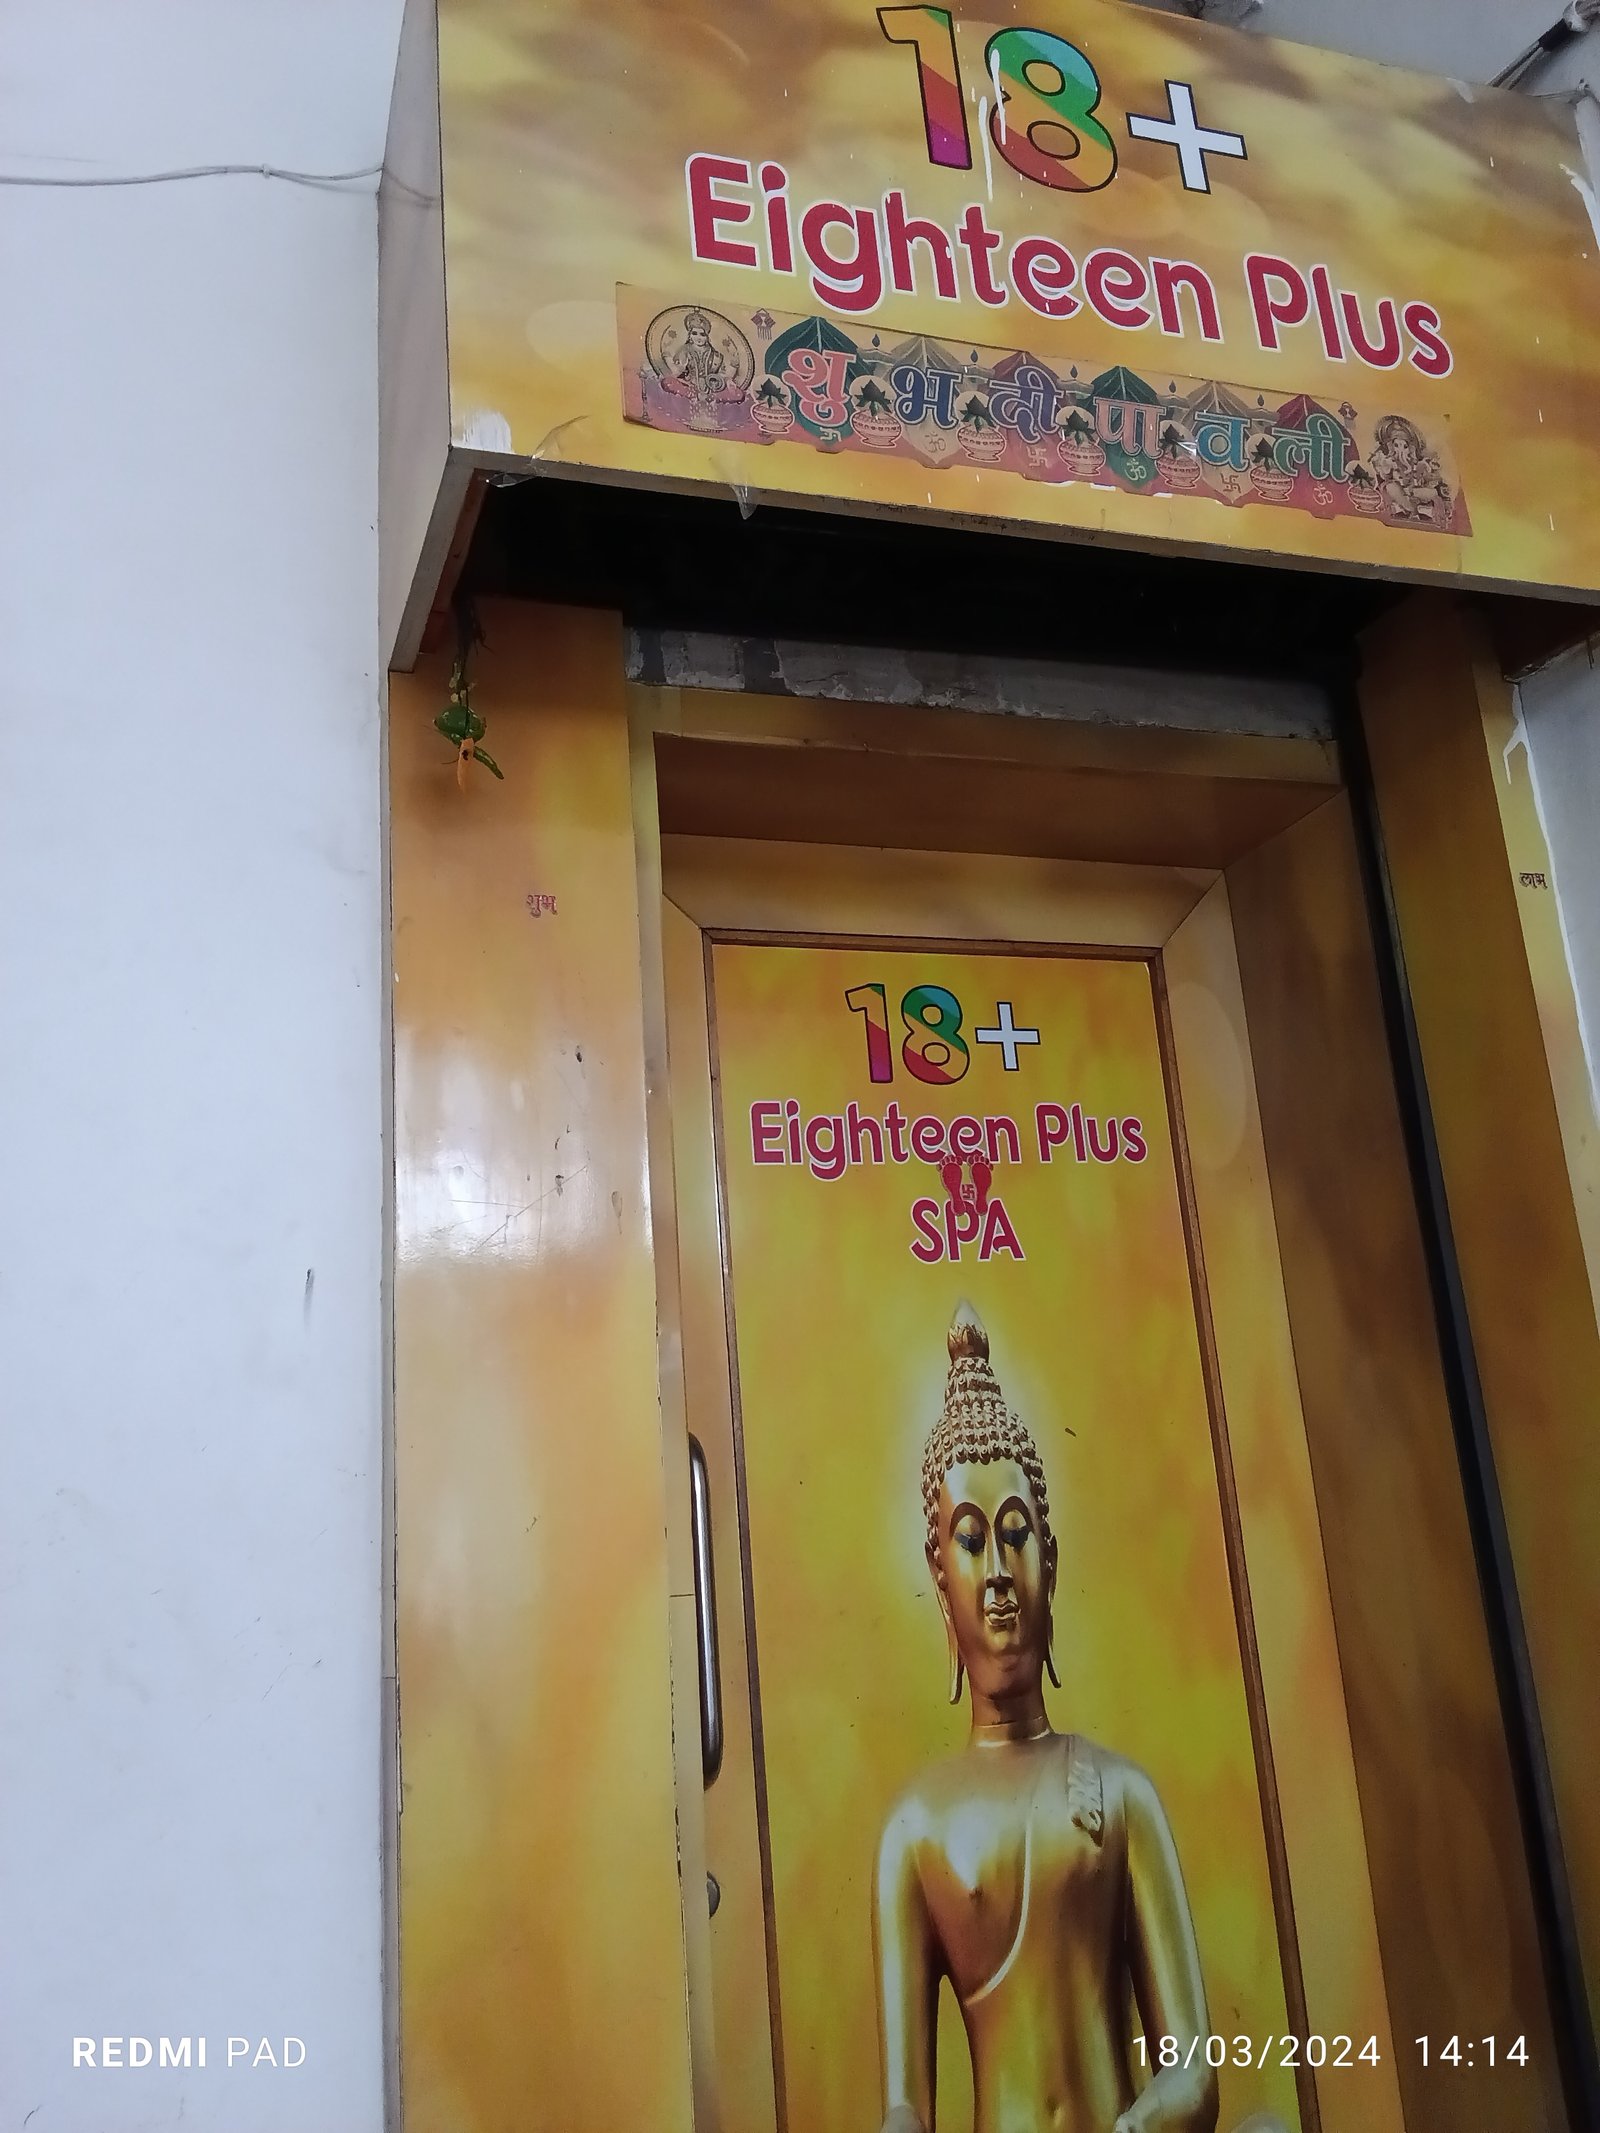 18+
Eighteen Plus
शुभ दीपावली
शुभ
लाभ
18+
Eighteen Plus
SPA
REDMI PAD
18/03/2024 14:14